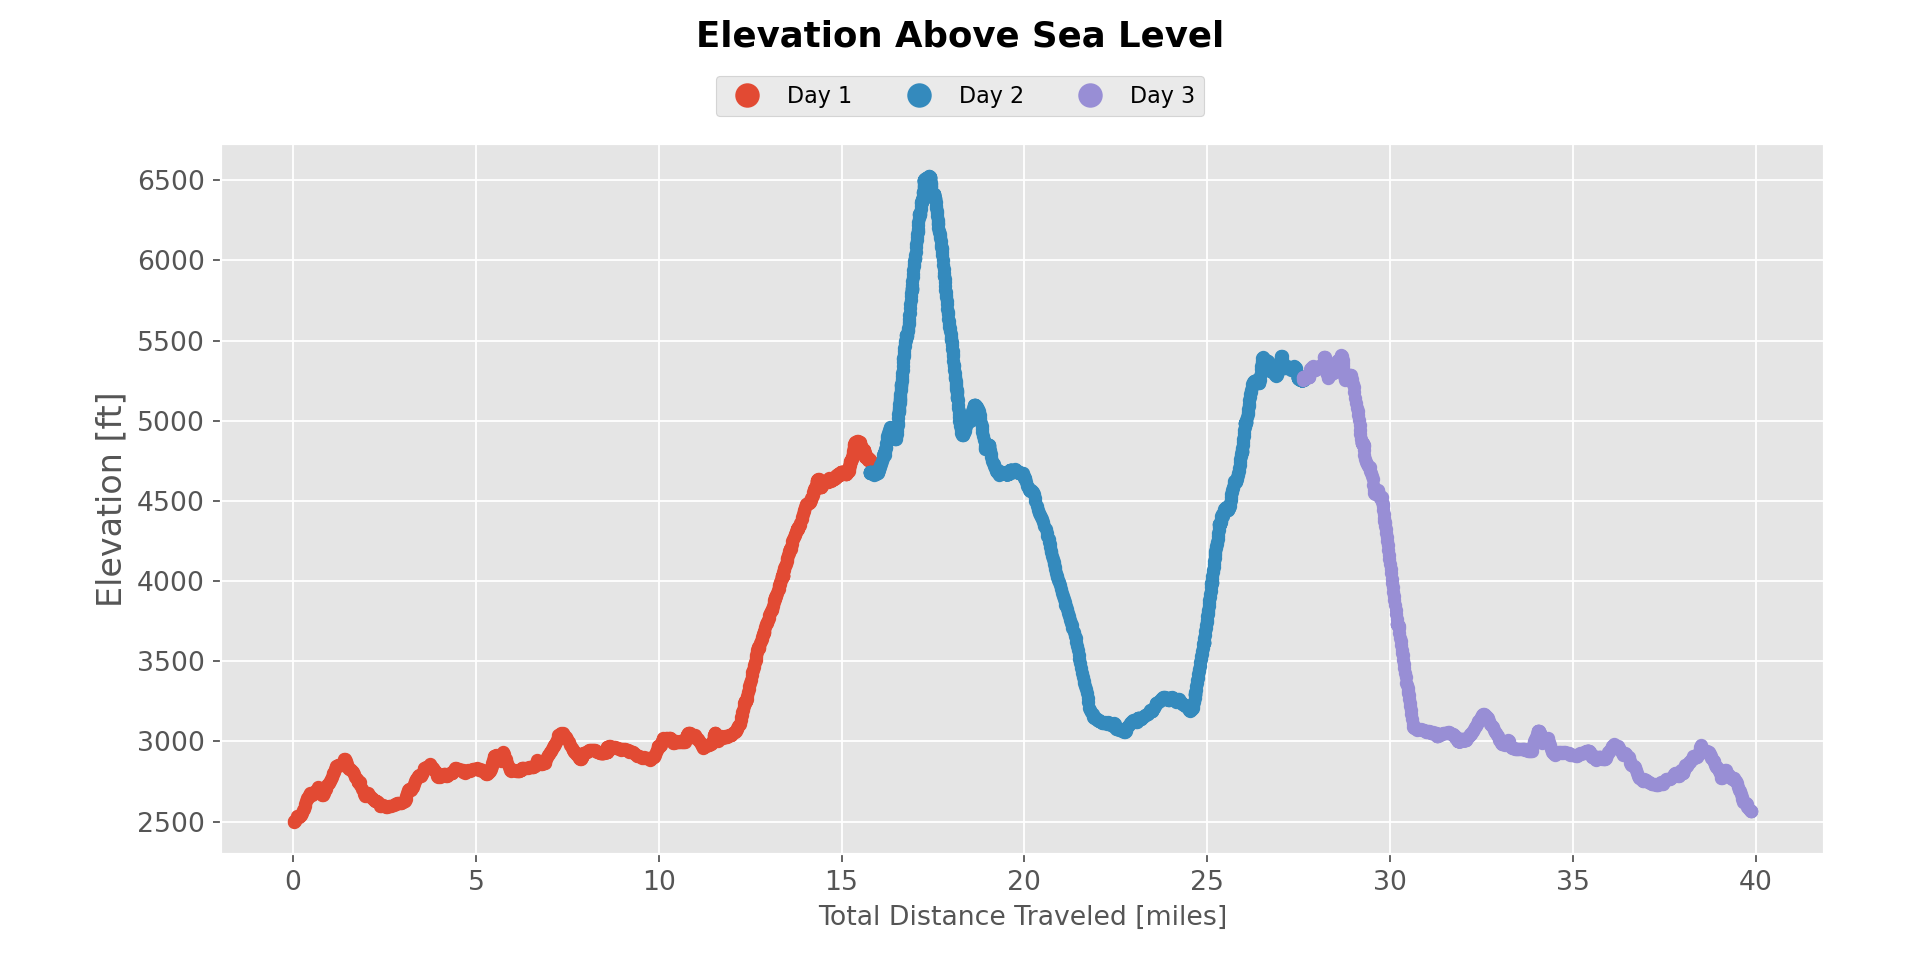 Elevation Above Sea Level
Day 1 Day 2 Day 3
6500
6000
5500
5000
4500
4000
3500
3000
2500
Elevation [ft]
0 5 10 15 20 25 30 35 40
Total Distance Traveled [miles]